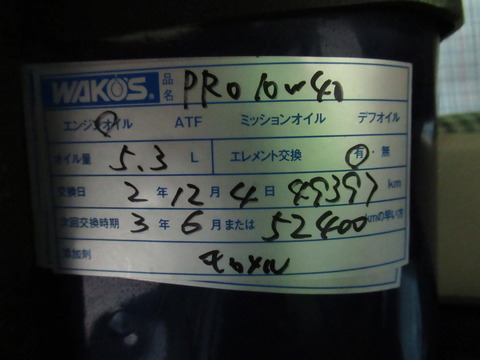 WAKO'S 品名 PRO 10W40
エンジンオイル ATF ミッションオイル デフオイル
オイル量 5.3 L エレメント交換 有・無
交換日 2年12月4日 49397 km
次回交換時期 3年6月または 52400 kmの早い方
添加剤